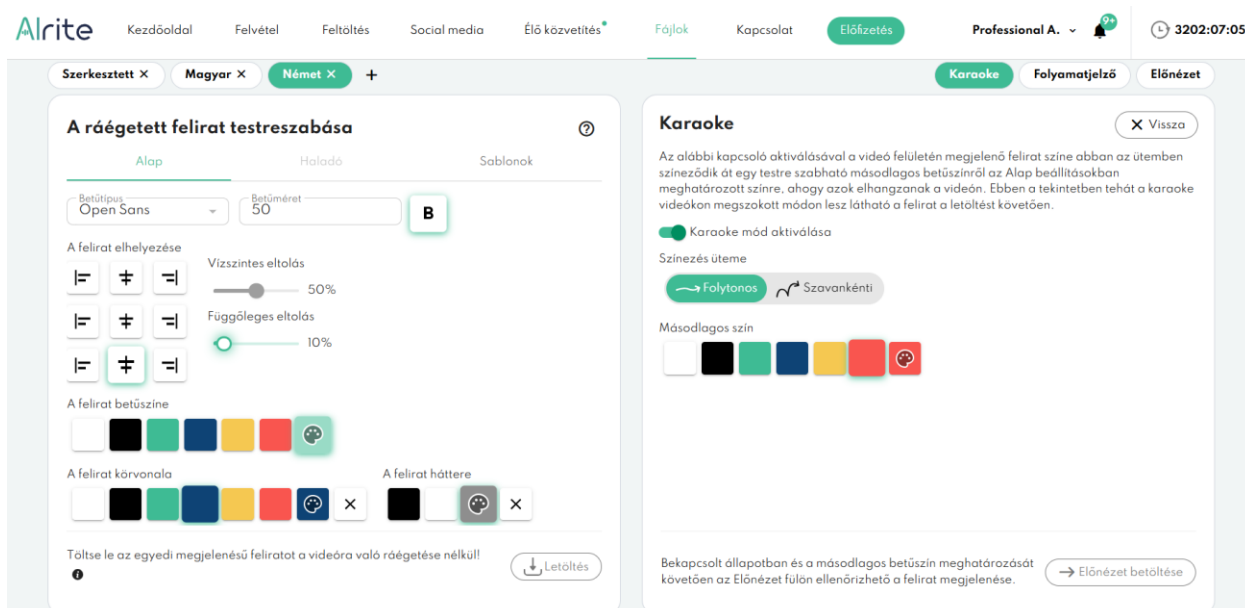 Alrite
Kezdőoldal
Felvétel
Feltöltés
Social media
Élő közvetítés
Fájlok
Kapcsolat
Előfizetés
Professional A.
9+
3202:07:05
Szerkesztett ×
Magyar ×
Német ×
+
Karaoke
Folyamatjelző
Előnézet
A ráégetett felirat testreszabása
Alap
Haladó
Sablonok
Betűtípus
Open Sans
Betűméret
50
B
A felirat elhelyezése
Vízszintes eltolás
50%
Függőleges eltolás
10%
A felirat betűszíne
A felirat körvonala
A felirat háttere
Töltse le az egyedi megjelenésű feliratot a videóra való ráégetése nélkül!
Letöltés
Karaoke
Vissza
Az alábbi kapcsoló aktiválásával a videó felületén megjelenő felirat színe abban az ütemben
színeződik át egy testre szabható másodlagos betűszínről az Alap beállításokban
meghatározott színre, ahogy azok elhangzanak a videón. Ebben a tekintetben tehát a karaoke
videókon megszokott módon lesz látható a felirat a letöltést követően.
Karaoke mód aktiválása
Színezés üteme
Folytonos
Szavankénti
Másodlagos szín
Bekapcsolt állapotban és a másodlagos betűszín meghatározását
követően az Előnézet fülön ellenőrizhető a felirat megjelenése.
Előnézet betöltése